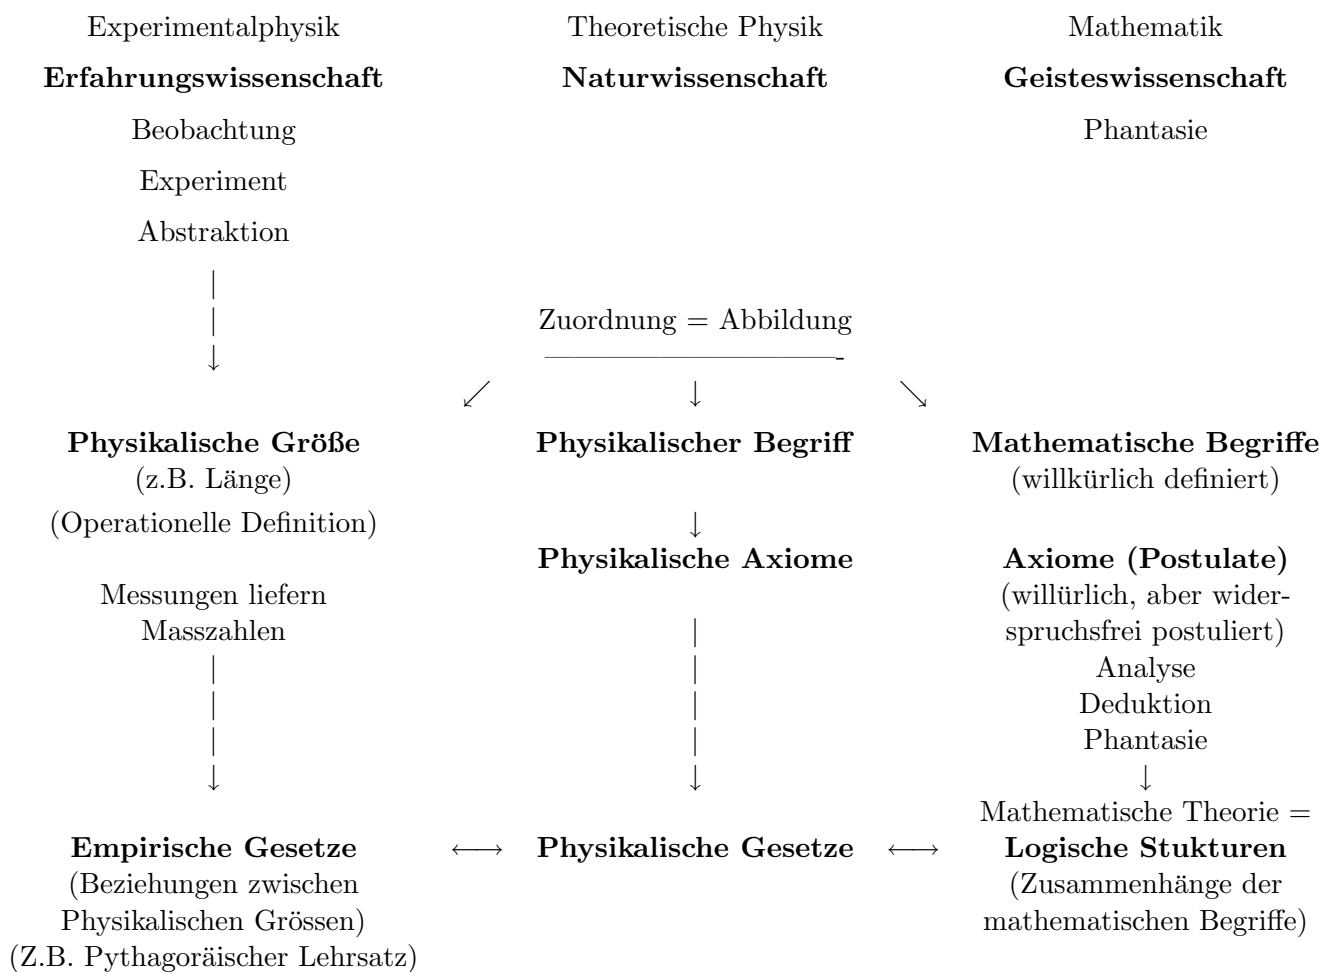 Experimentalphysik Theoretische Physik Mathematik
Erfahrungswissenschaft Naturwissenschaft Geisteswissenschaft
Beobachtung Phantasie
Experiment
Abstraktion
Zuordnung = Abbildung
Physikalische Größe Physikalischer Begriff Mathematische Begriffe
(z.B. Länge) (willkürlich definiert)
(Operationelle Definition)
Physikalische Axiome Axiome (Postulate)
Messungen liefern (willürlich, aber wider-
Masszahlen spruchsfrei postuliert)
Analyse
Deduktion
Phantasie
Mathematische Theorie =
Empirische Gesetze ⟷ Physikalische Gesetze ⟷ Logische Stukturen
(Beziehungen zwischen (Zusammenhänge der
Physikalischen Grössen) mathematischen Begriffe)
(Z.B. Pythagoräischer Lehrsatz)